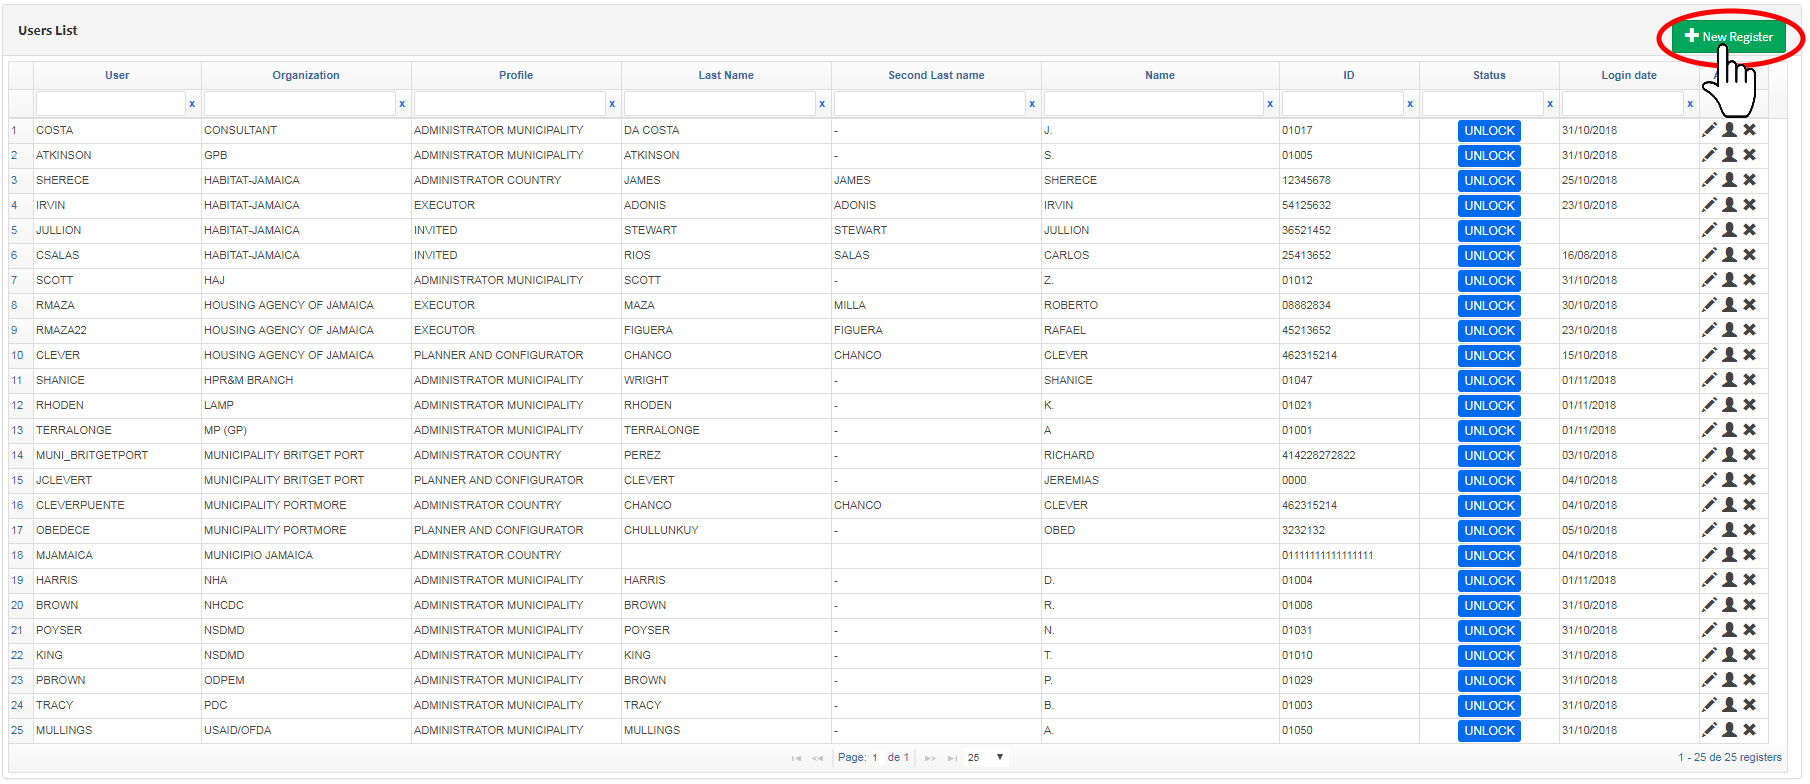 Users List
New Register
User Organization Profile Last Name Second Last name Name ID Status Login date
x x x x x x x x x
1 COSTA CONSULTANT ADMINISTRATOR MUNICIPALITY DA COSTA - J. 01017 UNLOCK 31/10/2018
2 ATKINSON GPB ADMINISTRATOR MUNICIPALITY ATKINSON - S. 01005 UNLOCK 31/10/2018
3 SHERECE HABITAT-JAMAICA ADMINISTRATOR COUNTRY JAMES JAMES SHERECE 12345678 UNLOCK 25/10/2018
4 IRVIN HABITAT-JAMAICA EXECUTOR ADONIS ADONIS IRVIN 54125632 UNLOCK 23/10/2018
5 JULLION HABITAT-JAMAICA INVITED STEWART STEWART JULLION 36521452 UNLOCK
6 CSALAS HABITAT-JAMAICA INVITED RIOS SALAS CARLOS 25413652 UNLOCK 16/08/2018
7 SCOTT HAJ ADMINISTRATOR MUNICIPALITY SCOTT - Z. 01012 UNLOCK 31/10/2018
8 RMAZA HOUSING AGENCY OF JAMAICA EXECUTOR MAZA MILLA ROBERTO 08882834 UNLOCK 30/10/2018
9 RMAZA22 HOUSING AGENCY OF JAMAICA EXECUTOR FIGUERA FIGUERA RAFAEL 45213652 UNLOCK 23/10/2018
10 CLEVER HOUSING AGENCY OF JAMAICA PLANNER AND CONFIGURATOR CHANCO CHANCO CLEVER 462315214 UNLOCK 15/10/2018
11 SHANICE HPR&M BRANCH ADMINISTRATOR MUNICIPALITY WRIGHT - SHANICE 01047 UNLOCK 01/11/2018
12 RHODEN LAMP ADMINISTRATOR MUNICIPALITY RHODEN - K. 01021 UNLOCK 01/11/2018
13 TERRALONGE MP (GP) ADMINISTRATOR MUNICIPALITY TERRALONGE - A 01001 UNLOCK 01/11/2018
14 MUNI_BRITGETPORT MUNICIPALITY BRITGET PORT ADMINISTRATOR COUNTRY PEREZ - RICHARD 414228272822 UNLOCK 03/10/2018
15 JCLEVERT MUNICIPALITY BRITGET PORT PLANNER AND CONFIGURATOR CLEVERT - JEREMIAS 0000 UNLOCK 04/10/2018
16 CLEVERPUENTE MUNICIPALITY PORTMORE ADMINISTRATOR COUNTRY CHANCO CHANCO CLEVER 462315214 UNLOCK 04/10/2018
17 OBEDECE MUNICIPALITY PORTMORE PLANNER AND CONFIGURATOR CHULLUNKUY - OBED 3232132 UNLOCK 05/10/2018
18 MJAMAICA MUNICIPIO JAMAICA ADMINISTRATOR COUNTRY UNLOCK 04/10/2018
19 HARRIS NHA ADMINISTRATOR MUNICIPALITY HARRIS - D. 01004 UNLOCK 01/11/2018
20 BROWN NHCDC ADMINISTRATOR MUNICIPALITY BROWN - R. 01008 UNLOCK 31/10/2018
21 POYSER NSDMD ADMINISTRATOR MUNICIPALITY POYSER - N. 01031 UNLOCK 31/10/2018
22 KING NSDMD ADMINISTRATOR MUNICIPALITY KING - T. 01010 UNLOCK 31/10/2018
23 PBROWN ODPEM ADMINISTRATOR MUNICIPALITY BROWN - P. 01029 UNLOCK 31/10/2018
24 TRACY PDC ADMINISTRATOR MUNICIPALITY TRACY - B. 01003 UNLOCK 31/10/2018
25 MULLINGS USAID/OFDA ADMINISTRATOR MUNICIPALITY MULLINGS - A. 01050 UNLOCK 31/10/2018
Page: 1 de 1 25 1 - 25 de 25 registers